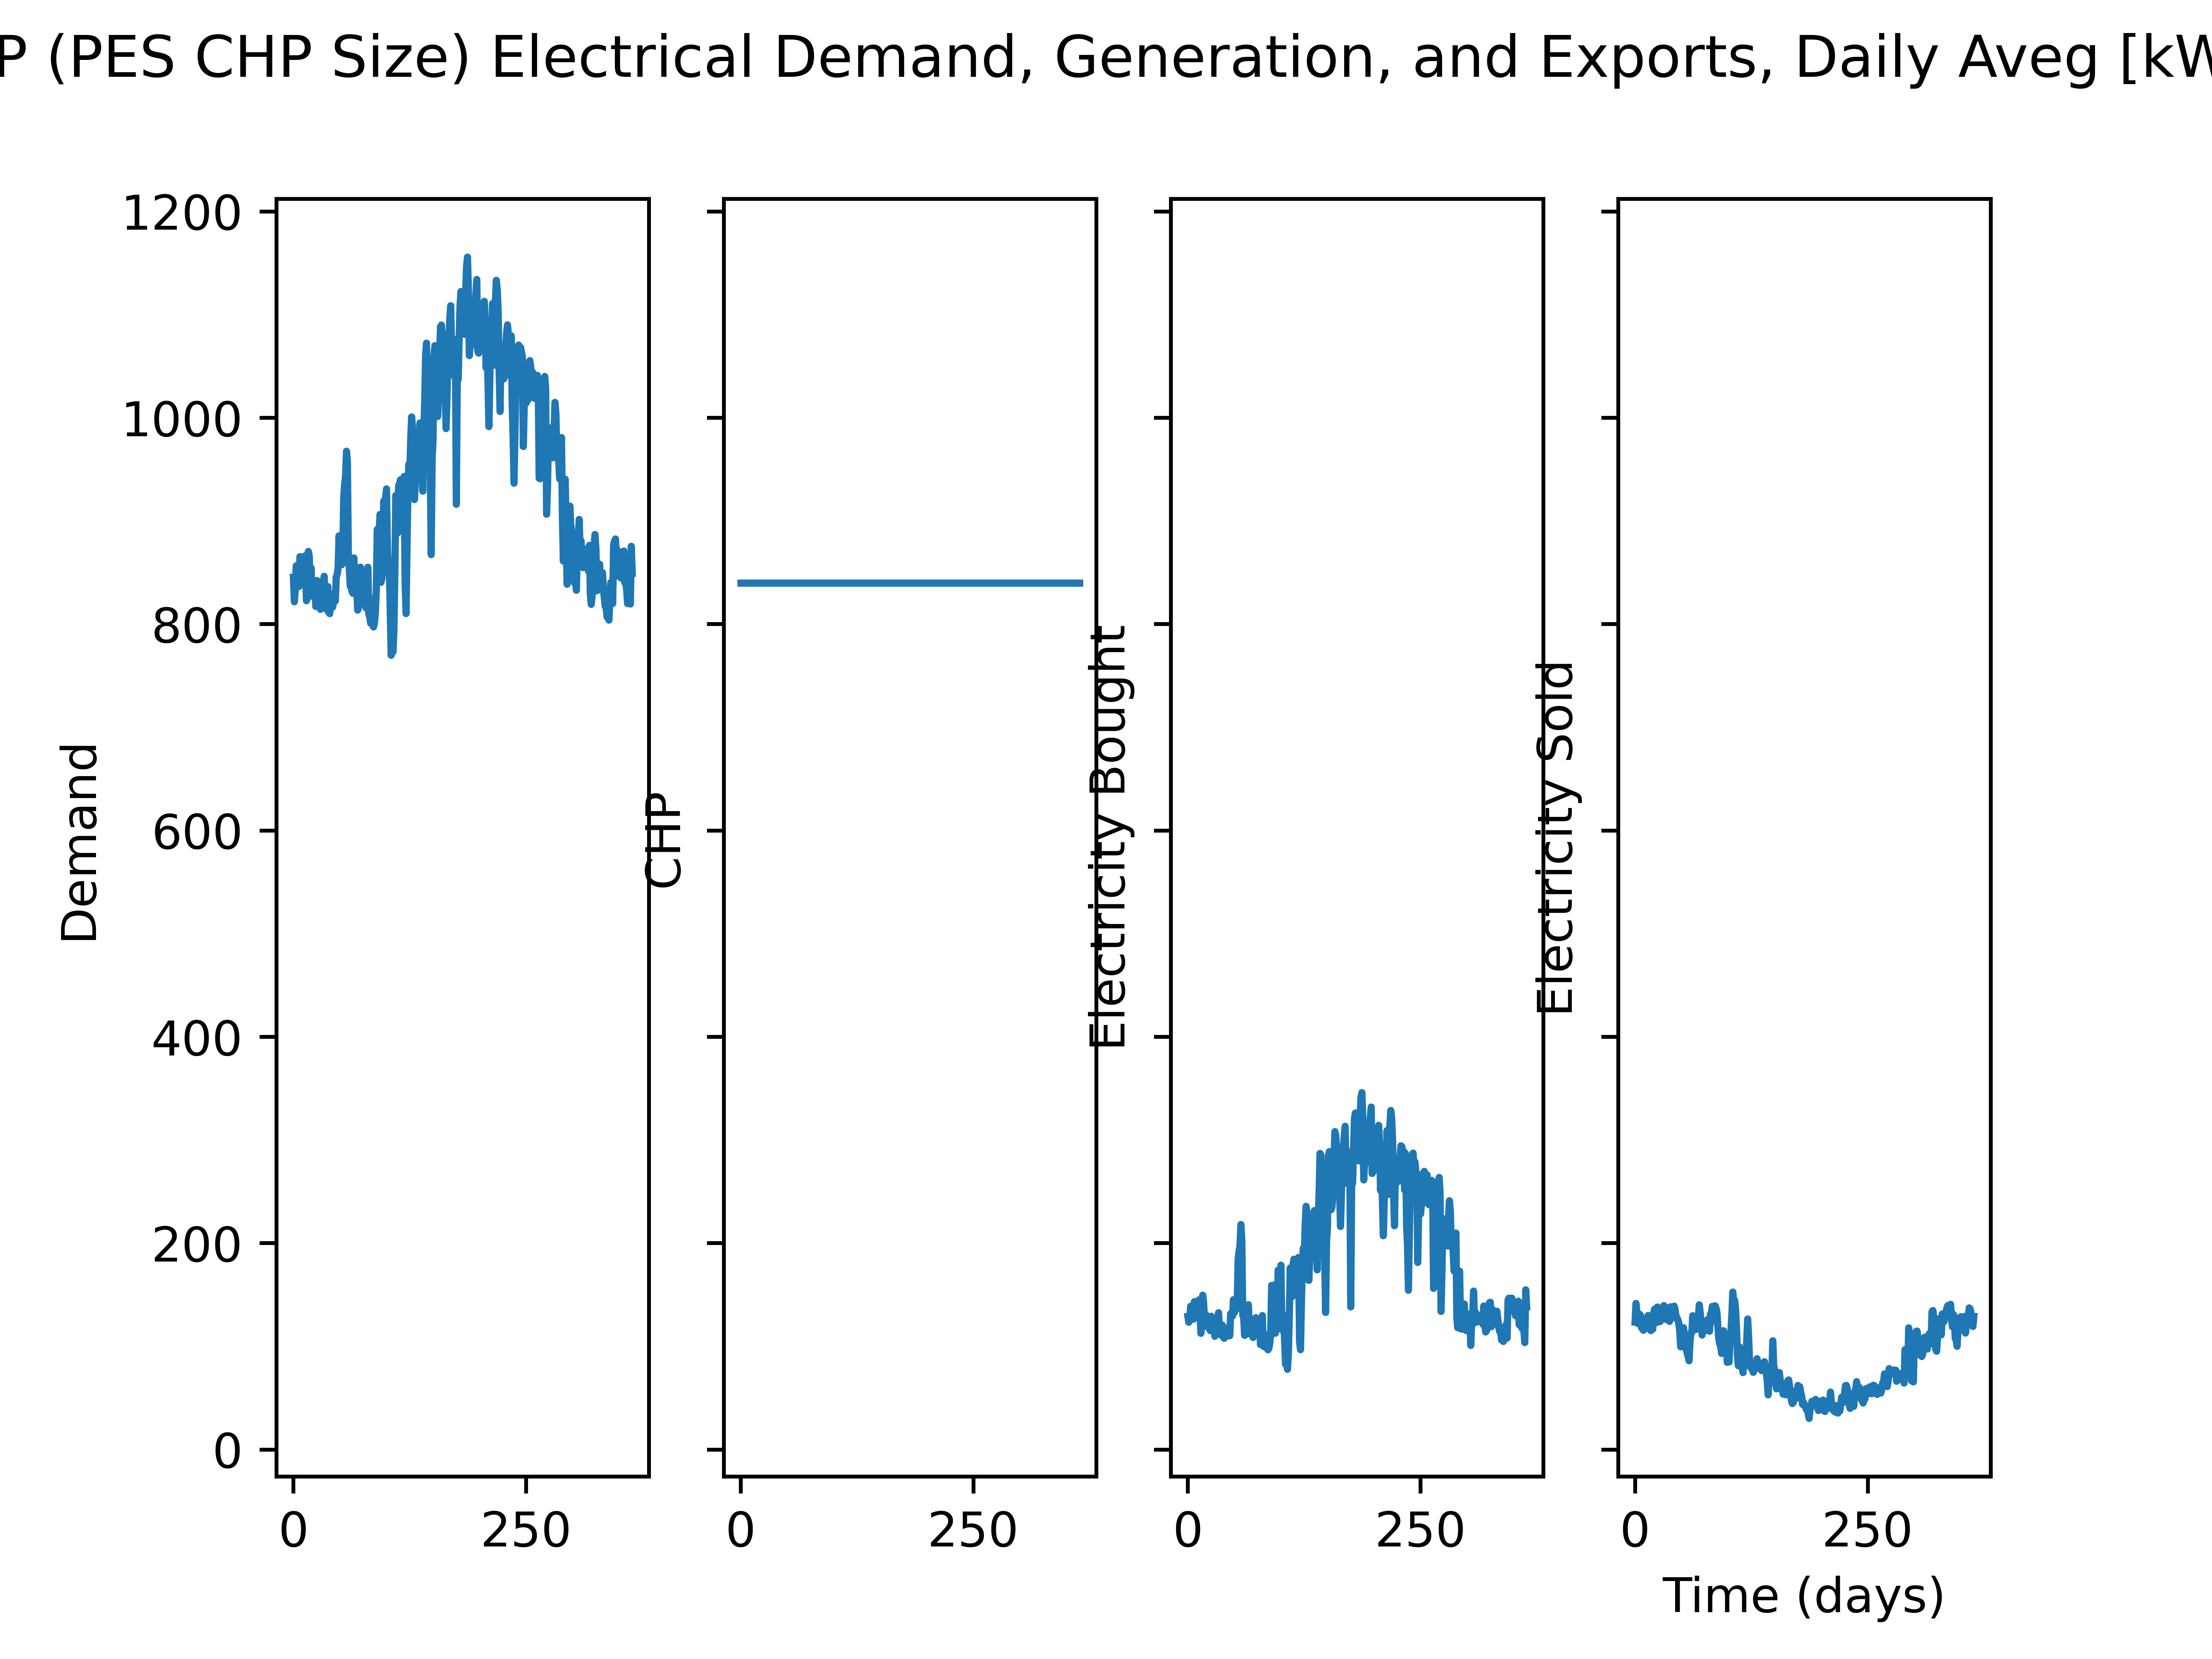 P (PES CHP Size) Electrical Demand, Generation, and Exports, Daily Aveg [kW
1200
1000
800
600
400
200
0
Demand
CHP
Electricity Bought
Electricity Sold
0 250 0 250 0 250 0 250
Time (days)